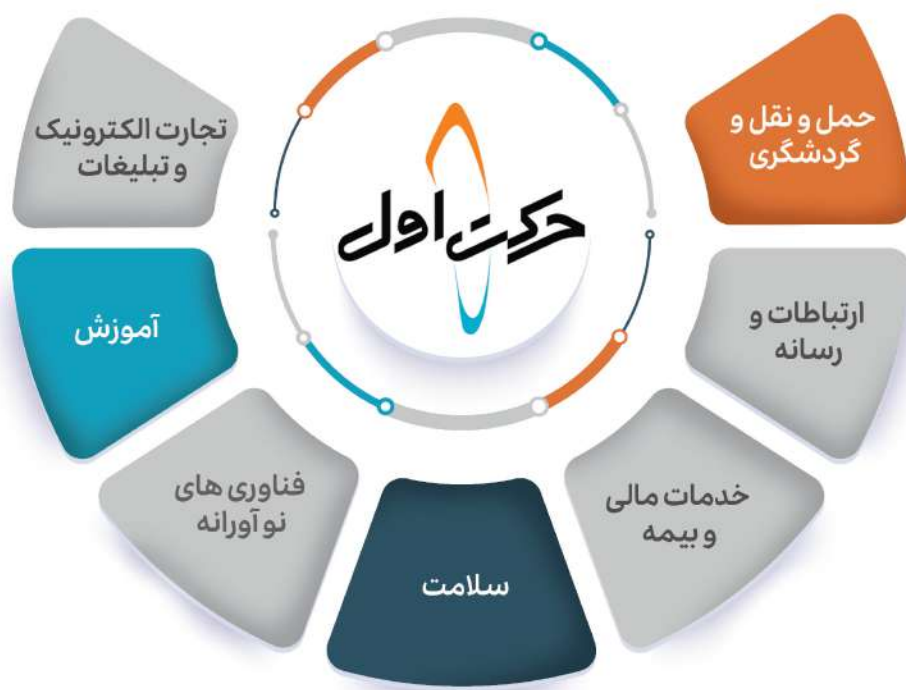 حرکت اول
حمل و نقل و
گردشگری
ارتباطات و
رسانه
خدمات مالی
و بیمه
سلامت
فناوری های
نو آورانه
آموزش
تجارت الکترونیک
و تبلیغات